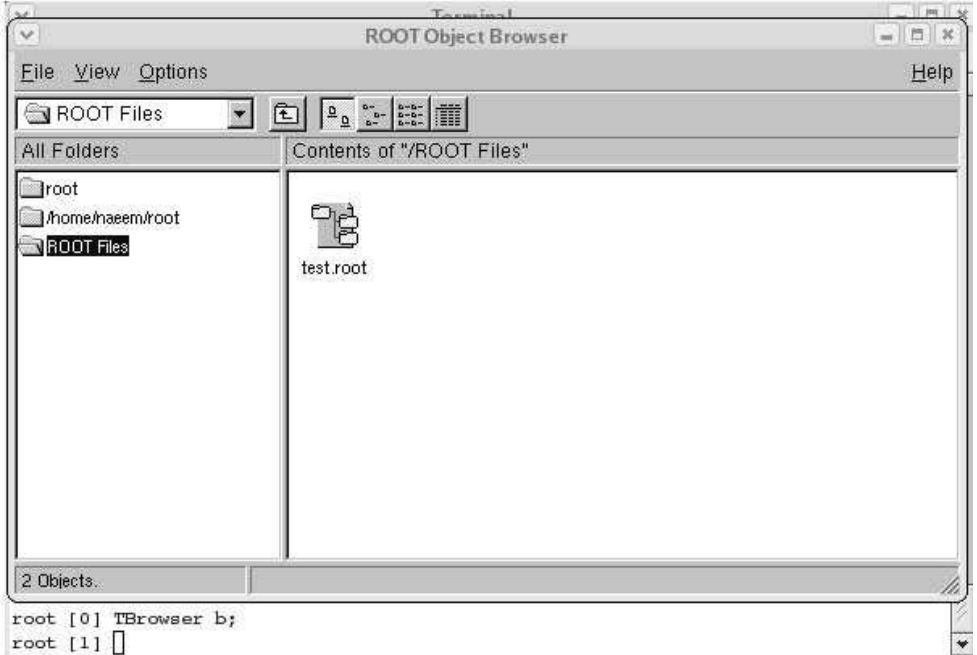 Terminal
ROOT Object Browser
File View Options Help
ROOT Files
All Folders
Contents of "/ROOT Files"
root
/home/naeem/root
ROOT Files
test.root
2 Objects.
root [0] TBrowser b;
root [1]